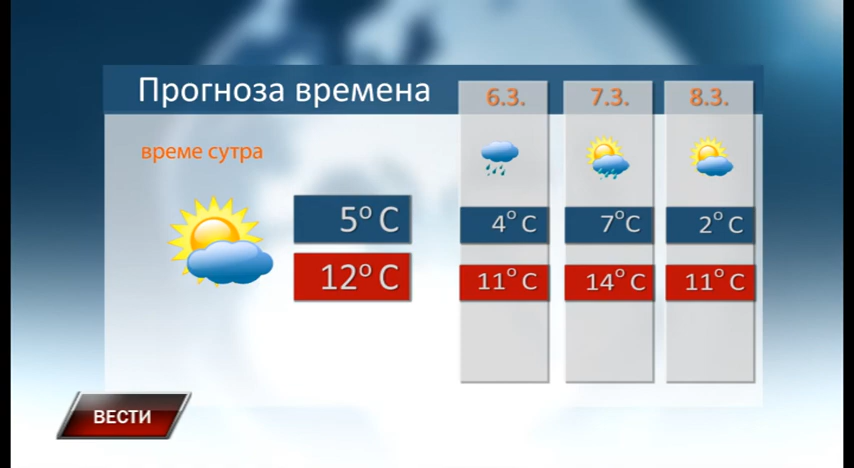 Прогноза времена
време сутра
5° C
12° C
6.3. 7.3. 8.3.
4° C 7°C 2° C
11° C 14° C 11° C
ВЕСТИ